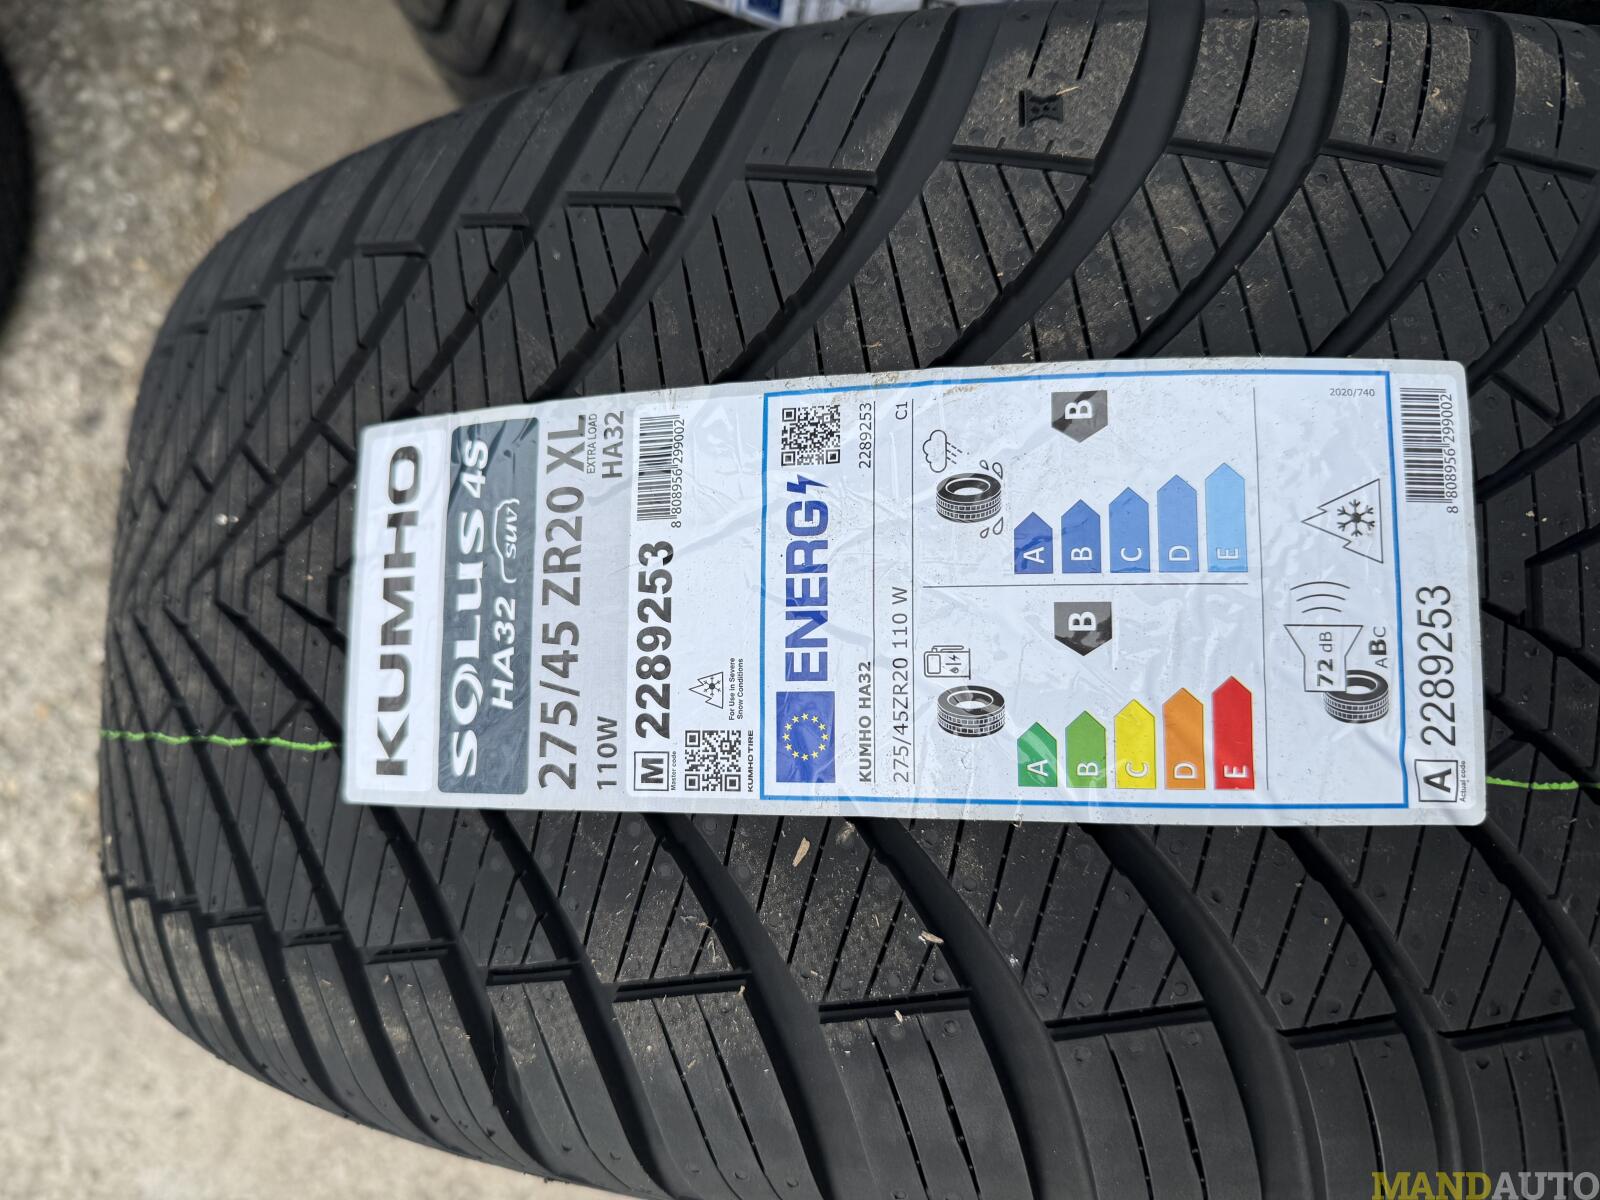 KUMHO
SOLUS 4S
HA32 SUV
275/45 ZR20 XL
EXTRA LOAD
110W
HA32
M 2289253
Master code
8 808956 299002
KUMHO TIRE
For Use in Severe
Snow Conditions
ENERG
KUMHO HA32
2289253
275/45ZR20 110 W
C1
A
B
C
D
E
B
A
B
C
D
E
B
72 dB
ABC
2020/740
A 2289253
Actual code
8 808956 299002
MANDAUTO